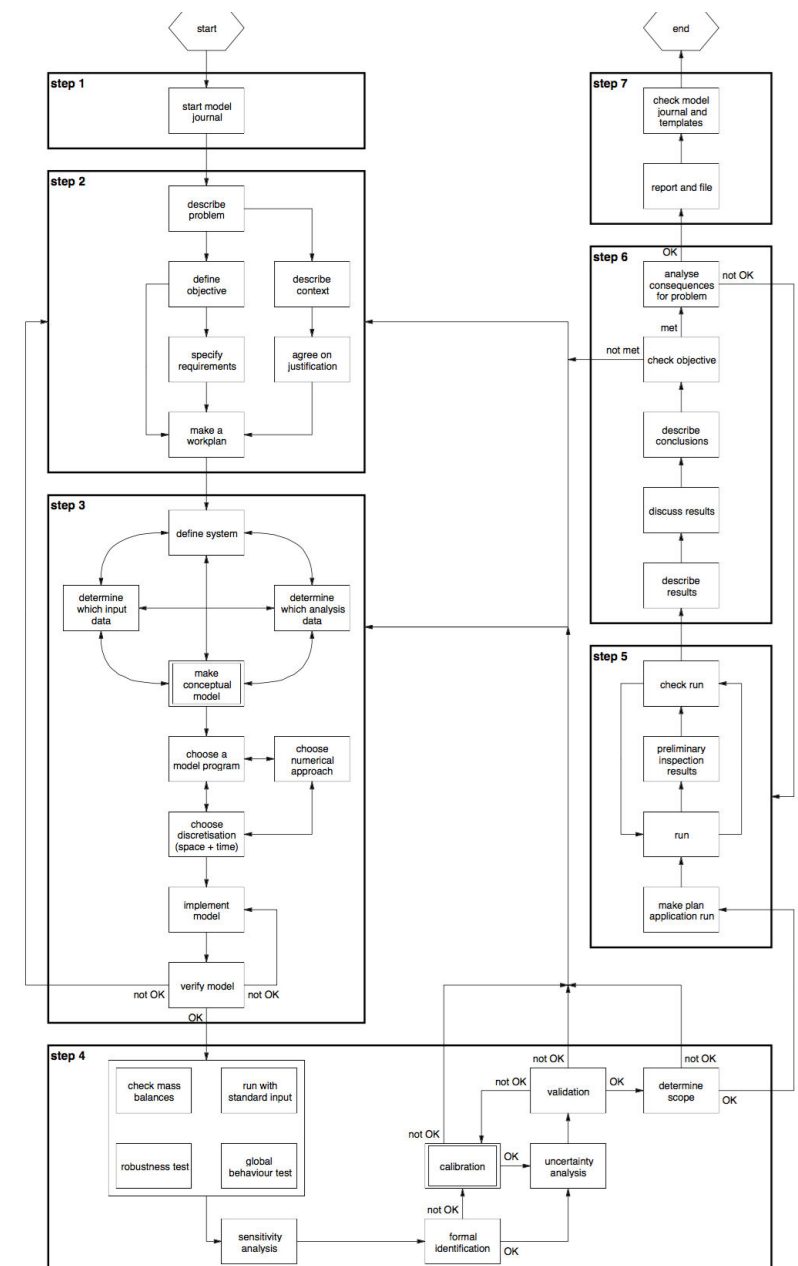 start
step 1
start model
journal
step 2
describe
problem
define
objective
describe
context
specify
requirements
agree on
justification
make a
workplan
step 3
define system
determine
which input
data
determine
which analysis
data
make
conceptual
model
choose a
model program
choose
numerical
approach
choose
discretisation
(space + time)
implement
model
verify model
not OK
not OK
OK
step 4
check mass
balances
run with
standard input
robustness test
global
behaviour test
sensitivity
analysis
formal
identification
not OK
OK
calibration
not OK
OK
uncertainty
analysis
validation
not OK
not OK
OK
determine
scope
not OK
OK
step 5
check run
preliminary
inspection
results
run
make plan
application run
step 6
OK
analyse
consequences
for problem
not OK
met
not met
check objective
describe
conclusions
discuss results
describe
results
end
step 7
check model
journal and
templates
report and file